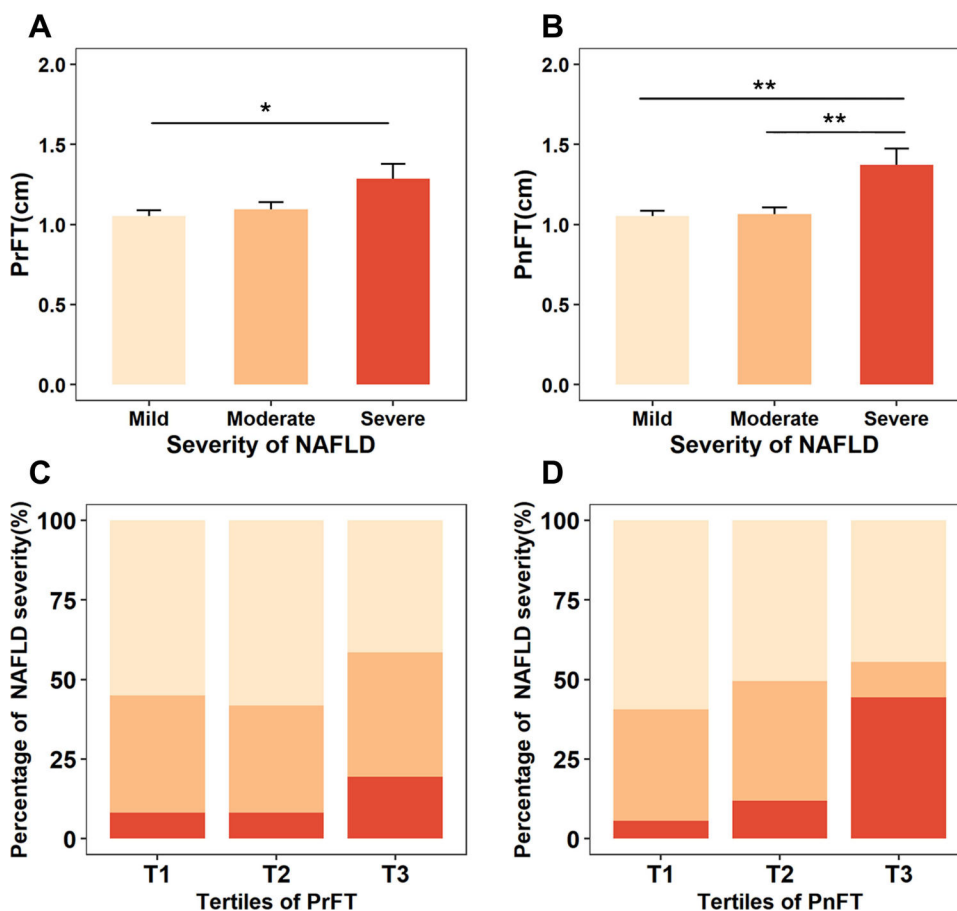 A
2.0
1.5
1.0
0.5
0.0
PrFT(cm)
*
Mild Moderate Severe
Severity of NAFLD
B
2.0
1.5
1.0
0.5
0.0
PnFT(cm)
**
**
Mild Moderate Severe
Severity of NAFLD
C
100
75
50
25
0
Percentage of NAFLD severity(%)
T1 T2 T3
Tertiles of PrFT
D
100
75
50
25
0
Percentage of NAFLD severity(%)
T1 T2 T3
Tertiles of PnFT